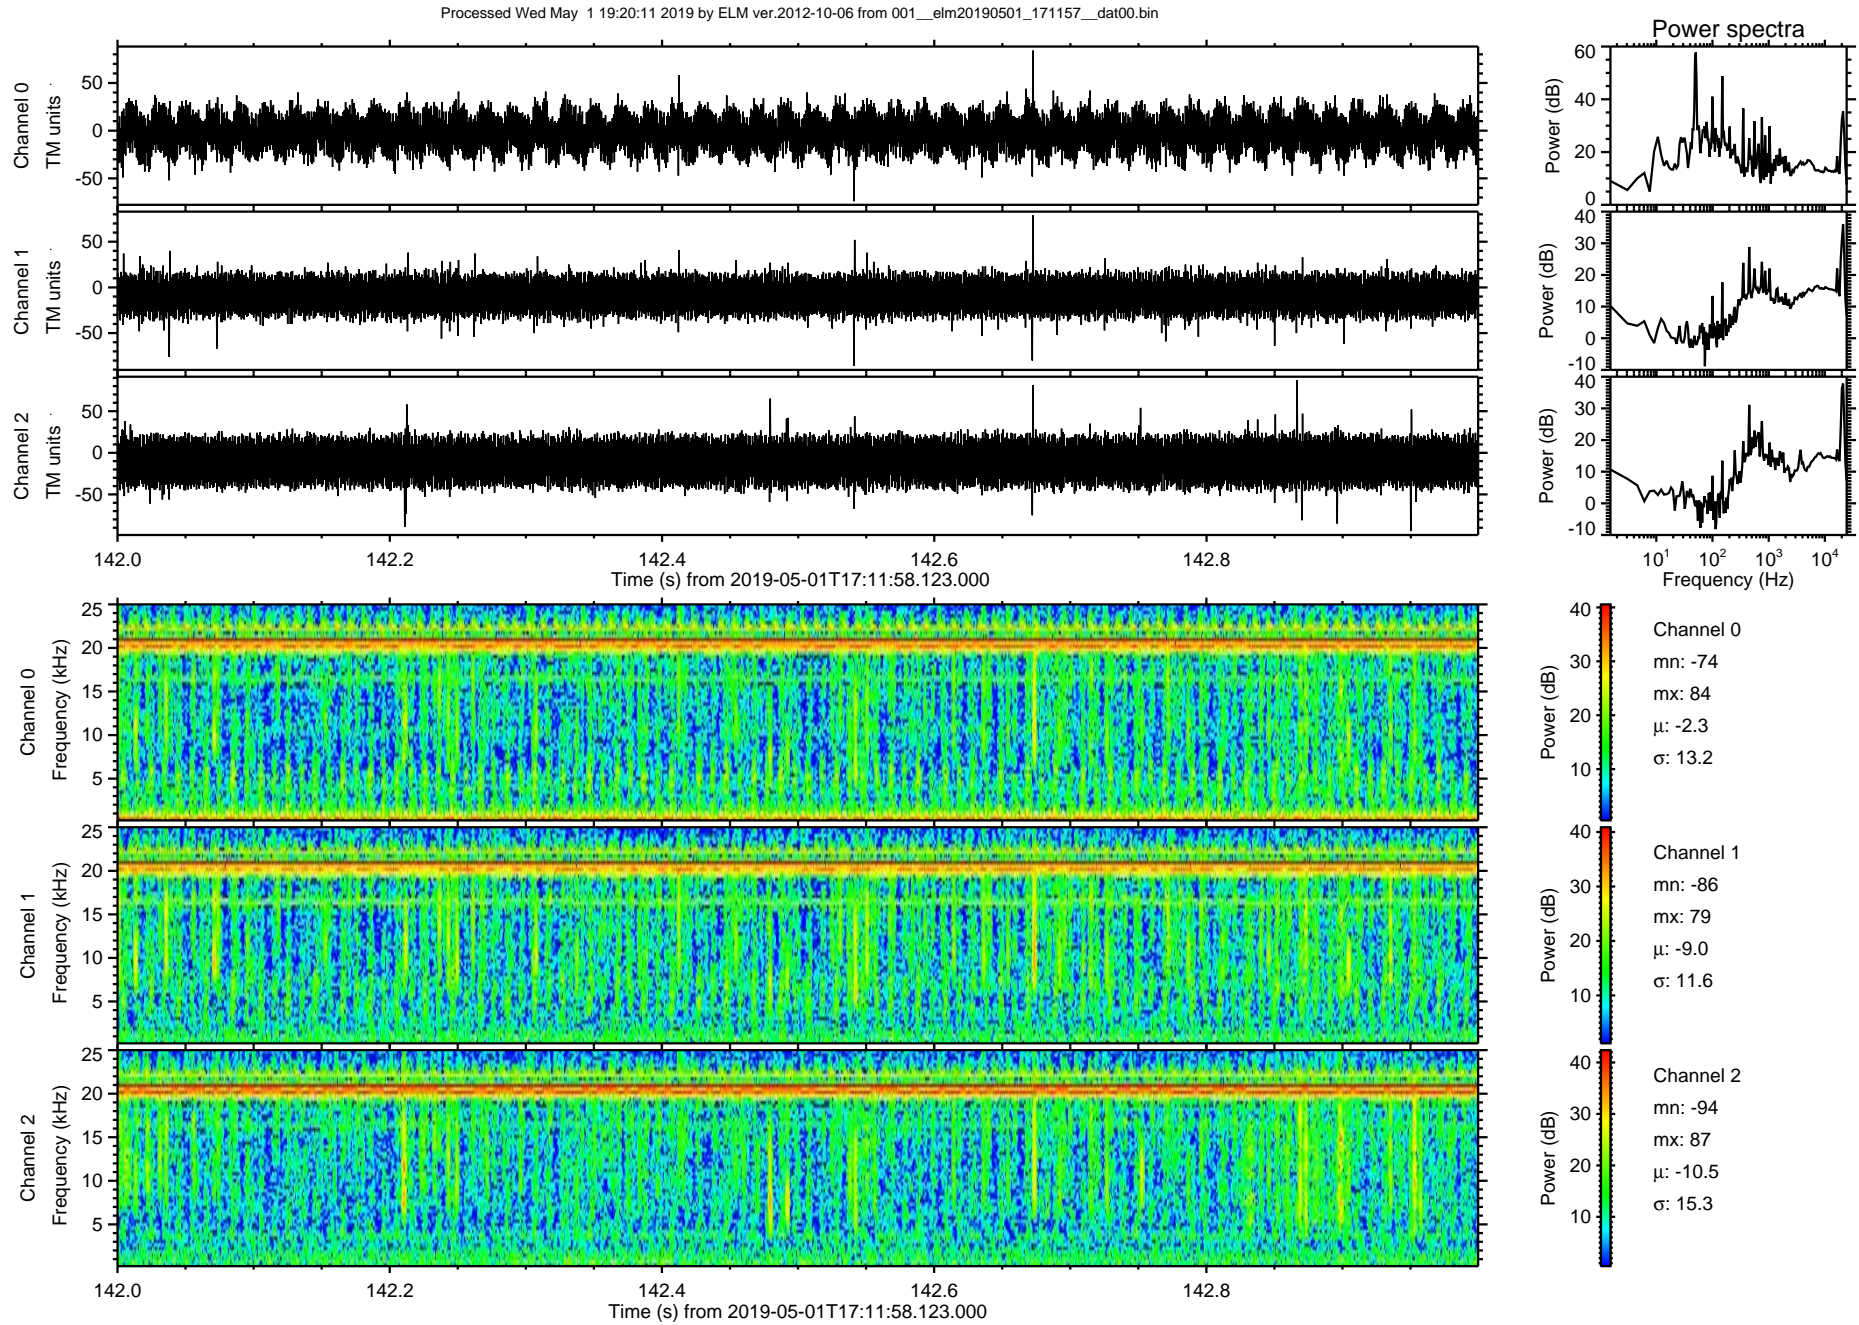 Processed Wed May  1 19:20:11 2019 by ELM ver.2012-10-06 from 001__elm20190501_171157__dat00.bin
Power spectra
Channel 0
TM units
50
0
-50
Power (dB)
60
40
20
0
Channel 1
TM units
50
0
-50
Power (dB)
40
30
20
10
0
-10
Channel 2
TM units
50
0
-50
Power (dB)
40
30
20
10
0
-10
142.0 142.2 142.4 142.6 142.8
Time (s) from 2019-05-01T17:11:58.123.000
10¹ 10² 10³ 10⁴
Frequency (Hz)
Channel 0
Frequency (kHz)
25
20
15
10
5
Power (dB)
40
30
20
10
Channel 0
mn: -74
mx: 84
μ: -2.3
σ: 13.2
Channel 1
Frequency (kHz)
25
20
15
10
5
Power (dB)
40
30
20
10
Channel 1
mn: -86
mx: 79
μ: -9.0
σ: 11.6
Channel 2
Frequency (kHz)
25
20
15
10
5
Power (dB)
40
30
20
10
Channel 2
mn: -94
mx: 87
μ: -10.5
σ: 15.3
142.0 142.2 142.4 142.6 142.8
Time (s) from 2019-05-01T17:11:58.123.000